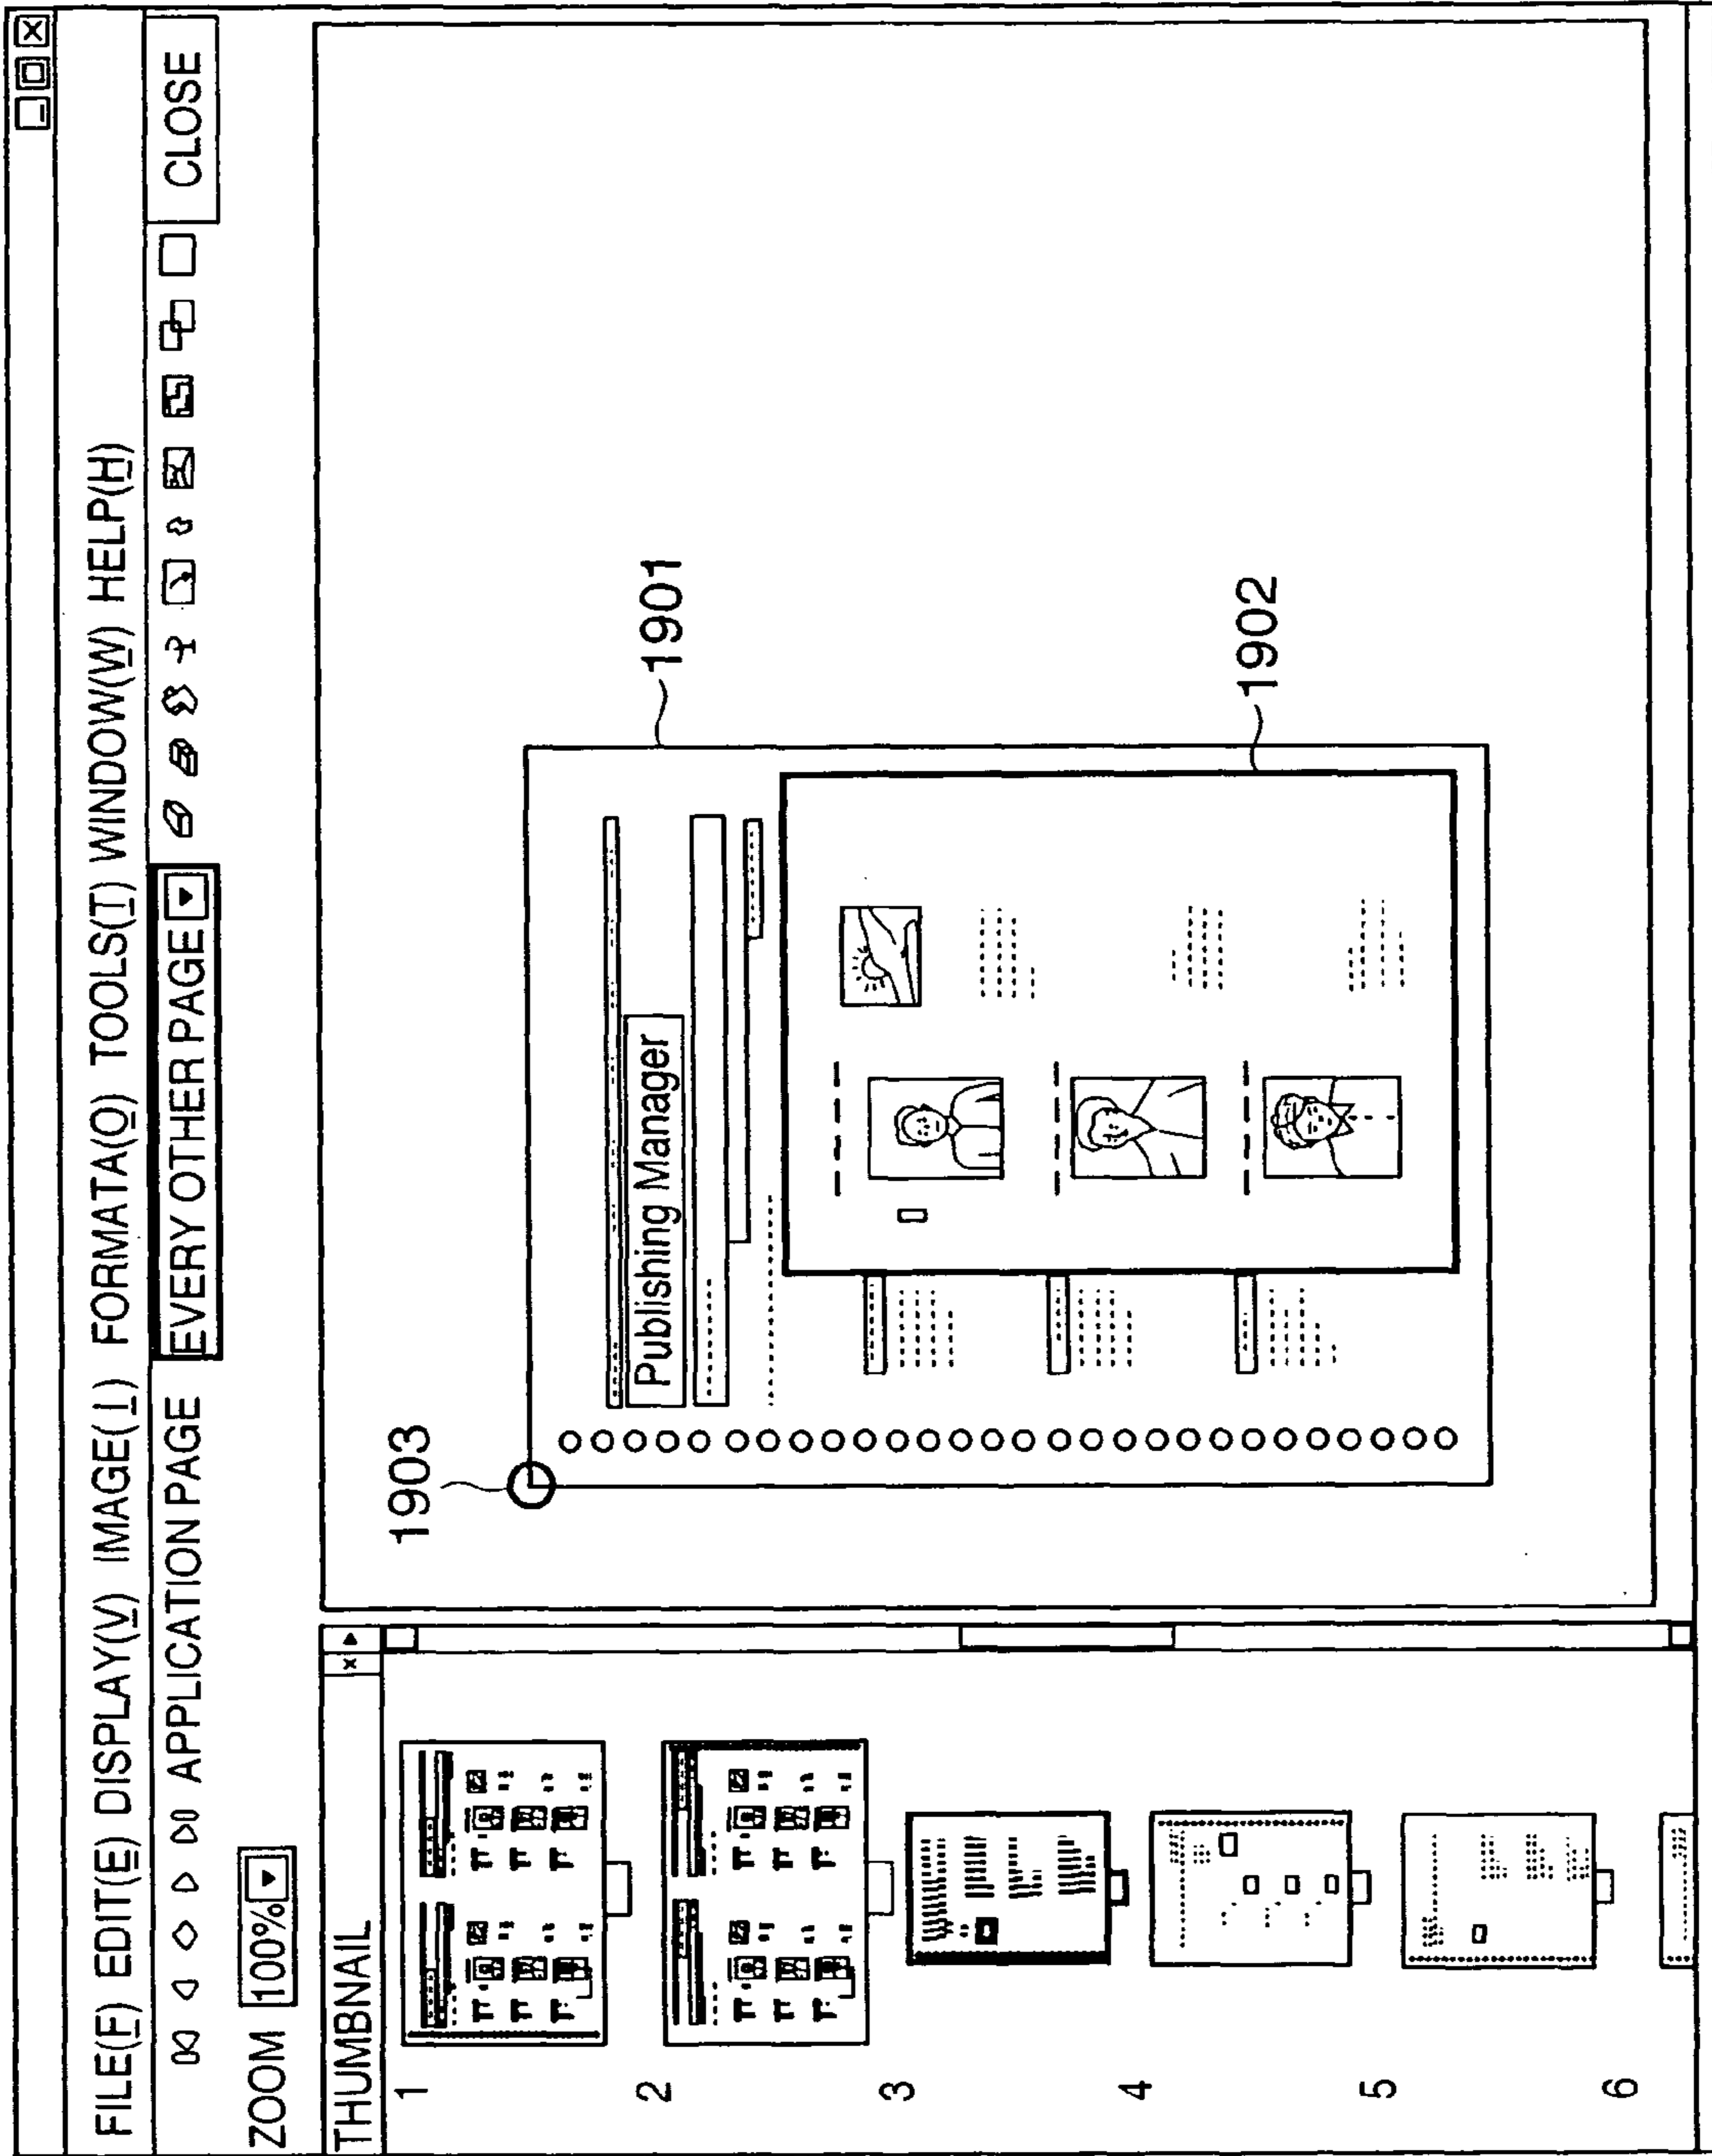 FILE(F) EDIT(E) DISPLAY(V) IMAGE(I) FORMATA(O) TOOLS(T) WINDOW(W) HELP(H)
APPLICATION PAGE EVERY OTHER PAGE CLOSE
ZOOM 100%
THUMBNAIL
1
2
3
4
5
6
1903
1901
Publishing Manager
1902